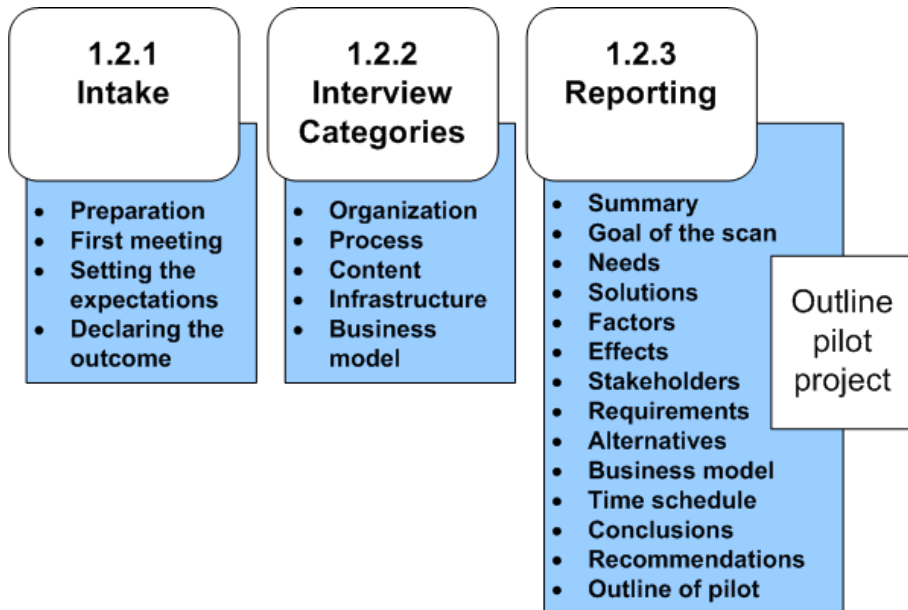 1.2.1
Intake
• Preparation
• First meeting
• Setting the
expectations
• Declaring the
outcome
1.2.2
Interview
Categories
• Organization
• Process
• Content
• Infrastructure
• Business
model
1.2.3
Reporting
• Summary
• Goal of the scan
• Needs
• Solutions
• Factors
• Effects
• Stakeholders
• Requirements
• Alternatives
• Business model
• Time schedule
• Conclusions
• Recommendations
• Outline of pilot
Outline
pilot
project